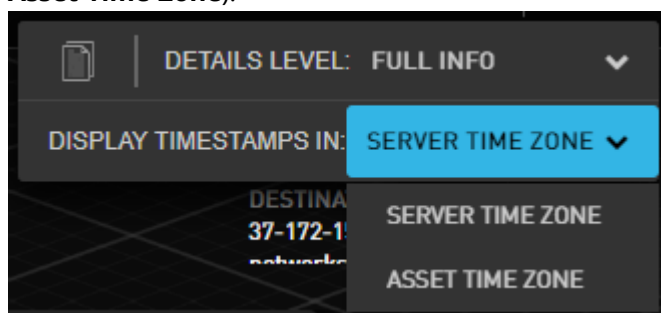 Asset Time Zone).
DETAILS LEVEL: FULL INFO
DISPLAY TIMESTAMPS IN: SERVER TIME ZONE
DESTINA
37-172-1
SERVER TIME ZONE
ASSET TIME ZONE